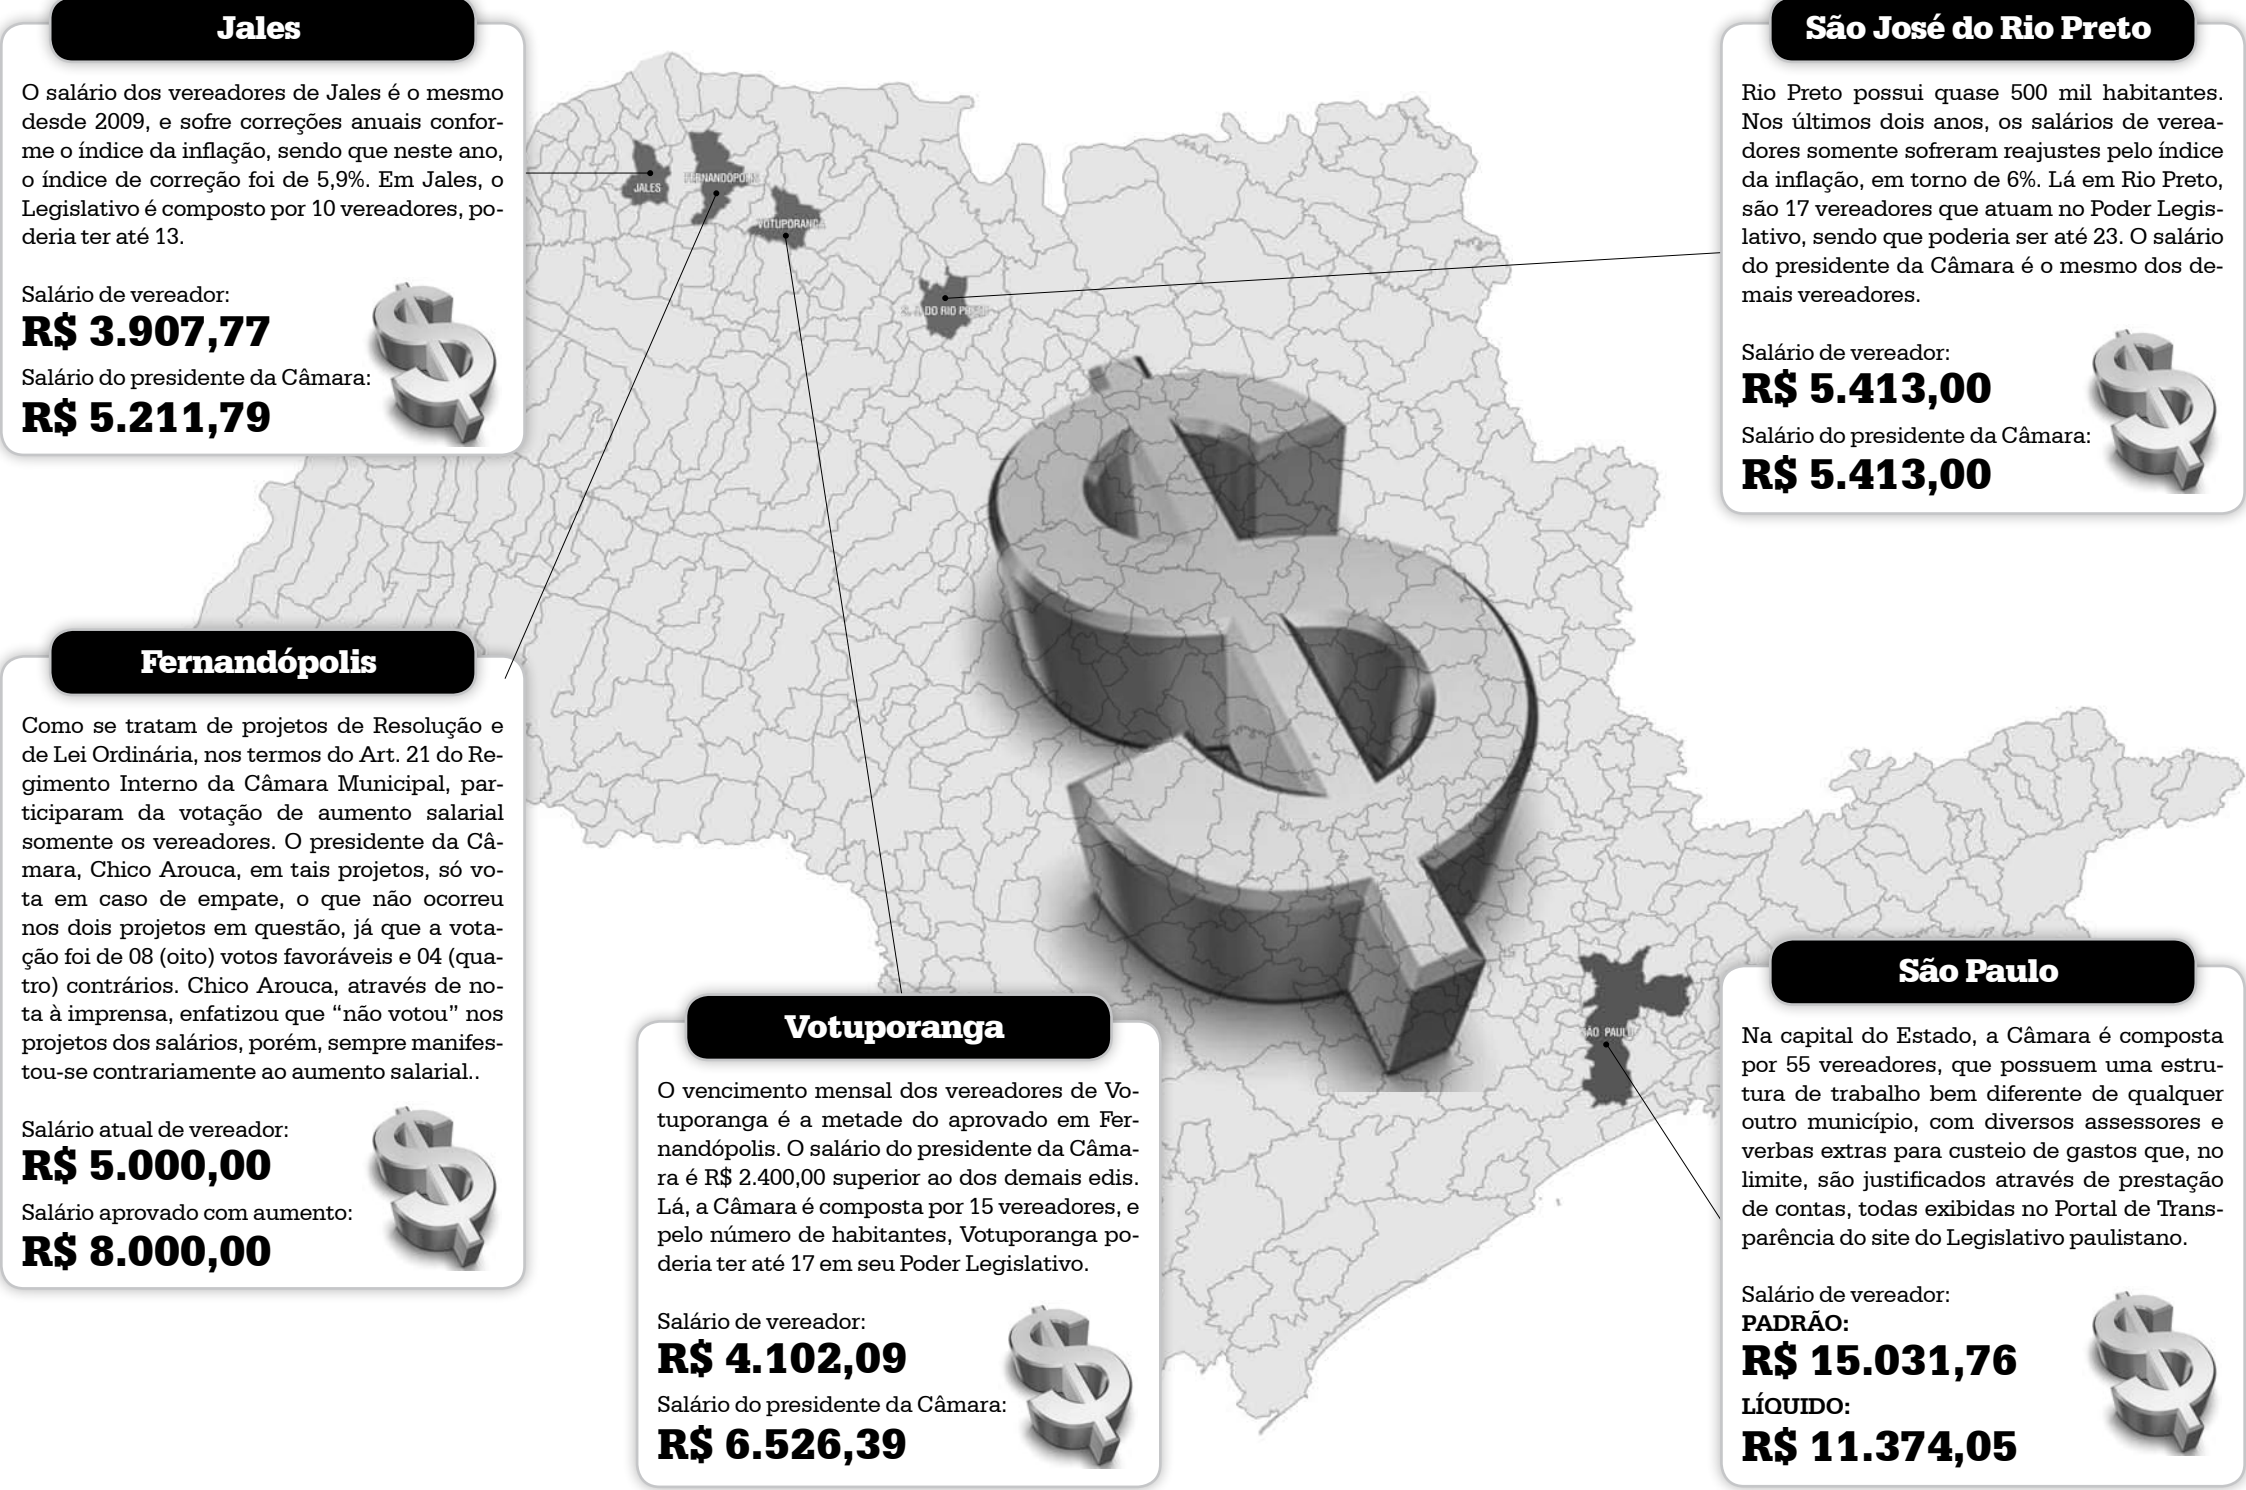 Jales
O salário dos vereadores de Jales é o mesmo
desde 2009, e sofre correções anuais confor-
me o índice da inflação, sendo que neste ano,
o índice de correção foi de 5,9%. Em Jales, o
Legislativo é composto por 10 vereadores, po-
deria ter até 13.
Salário de vereador:
R$ 3.907,77
Salário do presidente da Câmara:
R$ 5.211,79
São José do Rio Preto
Rio Preto possui quase 500 mil habitantes.
Nos últimos dois anos, os salários de verea-
dores somente sofreram reajustes pelo índice
da inflação, em torno de 6%. Lá em Rio Preto,
são 17 vereadores que atuam no Poder Legis-
lativo, sendo que poderia ser até 23. O salário
do presidente da Câmara é o mesmo dos de-
mais vereadores.
Salário de vereador:
R$ 5.413,00
Salário do presidente da Câmara:
R$ 5.413,00
JALES
FERNANDÓPOLIS
VOTUPORANGA
S. J. DO RIO PRETO
Fernandópolis
Como se tratam de projetos de Resolução e
de Lei Ordinária, nos termos do Art. 21 do Re-
gimento Interno da Câmara Municipal, par-
ticiparam da votação de aumento salarial
somente os vereadores. O presidente da Câ-
mara, Chico Arouca, em tais projetos, só vo-
ta em caso de empate, o que não ocorreu
nos dois projetos em questão, já que a vota-
ção foi de 08 (oito) votos favoráveis e 04 (qua-
tro) contrários. Chico Arouca, através de no-
ta à imprensa, enfatizou que “não votou” nos
projetos dos salários, porém, sempre manifes-
tou-se contrariamente ao aumento salarial..
Salário atual de vereador:
R$ 5.000,00
Salário aprovado com aumento:
R$ 8.000,00
Votuporanga
O vencimento mensal dos vereadores de Vo-
tuporanga é a metade do aprovado em Fer-
nandópolis. O salário do presidente da Câma-
ra é R$ 2.400,00 superior ao dos demais edis.
Lá, a Câmara é composta por 15 vereadores, e
pelo número de habitantes, Votuporanga po-
deria ter até 17 em seu Poder Legislativo.
Salário de vereador:
R$ 4.102,09
Salário do presidente da Câmara:
R$ 6.526,39
SÃO PAULO
São Paulo
Na capital do Estado, a Câmara é composta
por 55 vereadores, que possuem uma estru-
tura de trabalho bem diferente de qualquer
outro município, com diversos assessores e
verbas extras para custeio de gastos que, no
limite, são justificados através de prestação
de contas, todas exibidas no Portal de Trans-
parência do site do Legislativo paulistano.
Salário de vereador:
PADRÃO:
R$ 15.031,76
LÍQUIDO:
R$ 11.374,05